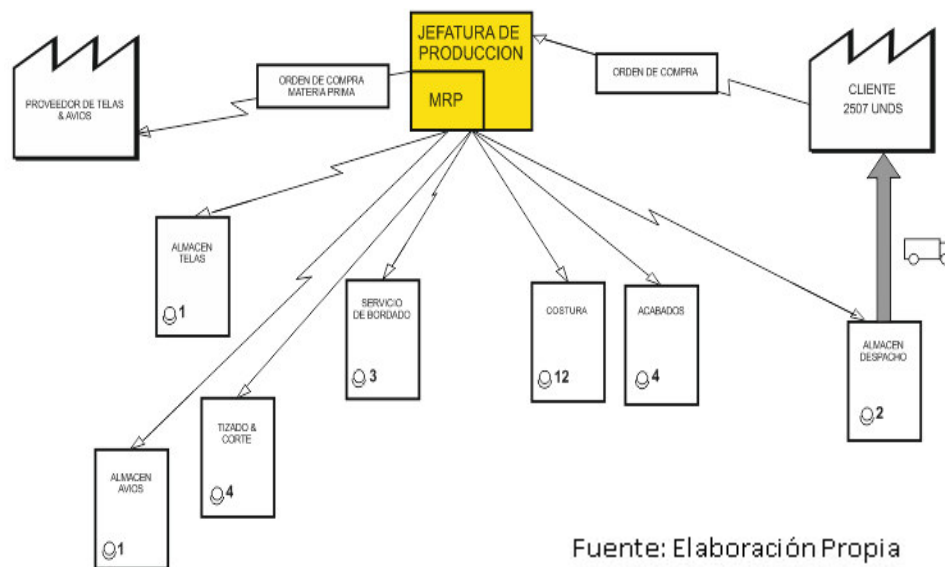 JEFATURA DE
PRODUCCION
MRP
ORDEN DE COMPRA
MATERIA PRIMA
ORDEN DE COMPRA
PROVEEDOR DE TELAS
& AVIOS
CLIENTE
2507 UNDS
ALMACEN
TELAS
1
SERVICIO
DE BORDADO
3
COSTURA
12
ACABADOS
4
ALMACEN
DESPACHO
2
TIZADO &
CORTE
4
ALMACEN
AVIOS
1
Fuente: Elaboración Propia